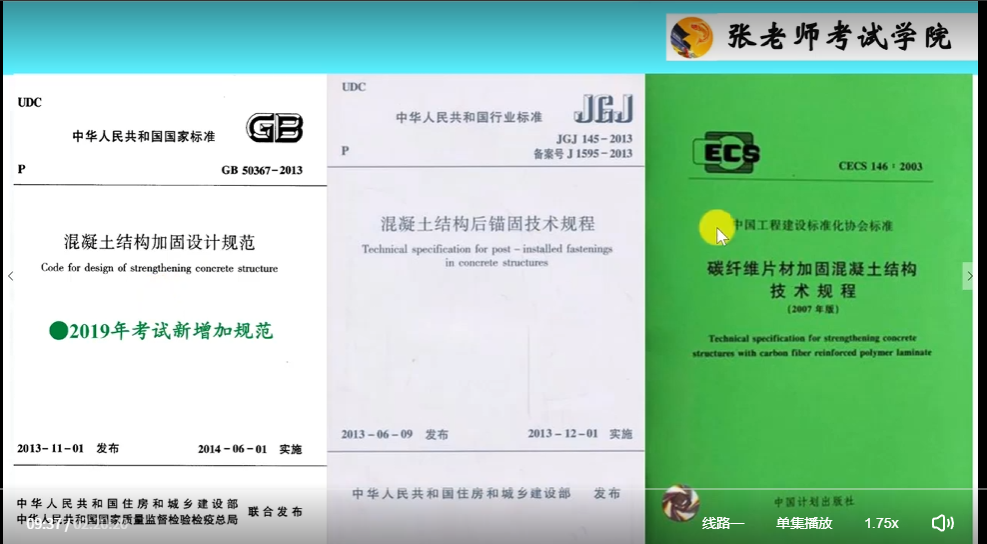 张老师考试学院
UDC
中华人民共和国国家标准
GB
P
GB 50367-2013
混凝土结构加固设计规范
Code for design of strengthening concrete structure
●2019年考试新增加规范
2013-11-01 发布
2014-06-01 实施
中华人民共和国住房和城乡建设部
中华人民共和国国家质量监督检验检疫总局
联合发布
UDC
中华人民共和国行业标准
JGJ
JGJ 145-2013
P
备案号 J 1595-2013
混凝土结构后锚固技术规程
Technical specification for post-installed fastenings
in concrete structures
2013-06-09 发布
2013-12-01 实施
中华人民共和国住房和城乡建设部 发布
ECS
CECS 146:2003
中国工程建设标准化协会标准
碳纤维片材加固混凝土结构
技术规程
(2007年版)
Technical specification for strengthening concrete
structures with carbon fiber reinforced polymer laminate
中国计划出版社
09:37 /
线路一
单集播放
1.75x